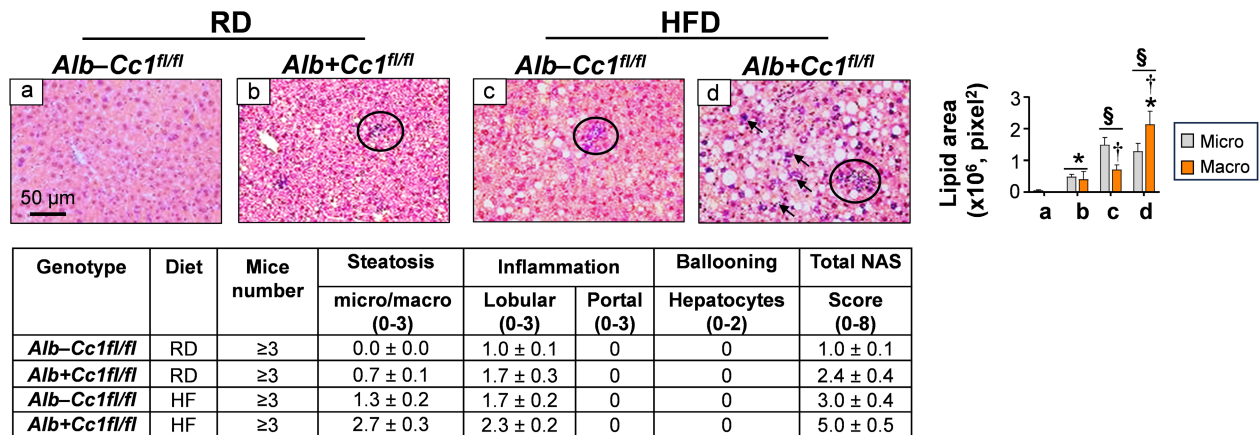 RD HFD
Alb–Cc1fl/fl Alb+Cc1fl/fl Alb–Cc1fl/fl Alb+Cc1fl/fl
a b c d
50 µm
Lipid area
(x10⁶, pixel²)
3
2
1
0
* § † § † *
a b c d
Micro
Macro
Genotype Diet Mice number Steatosis Inflammation Ballooning Total NAS
micro/macro (0-3) Lobular (0-3) Portal (0-3) Hepatocytes (0-2) Score (0-8)
Alb–Cc1fl/fl RD ≥3 0.0 ± 0.0 1.0 ± 0.1 0 0 1.0 ± 0.1
Alb+Cc1fl/fl RD ≥3 0.7 ± 0.1 1.7 ± 0.3 0 0 2.4 ± 0.4
Alb–Cc1fl/fl HF ≥3 1.3 ± 0.2 1.7 ± 0.2 0 0 3.0 ± 0.4
Alb+Cc1fl/fl HF ≥3 2.7 ± 0.3 2.3 ± 0.2 0 0 5.0 ± 0.5